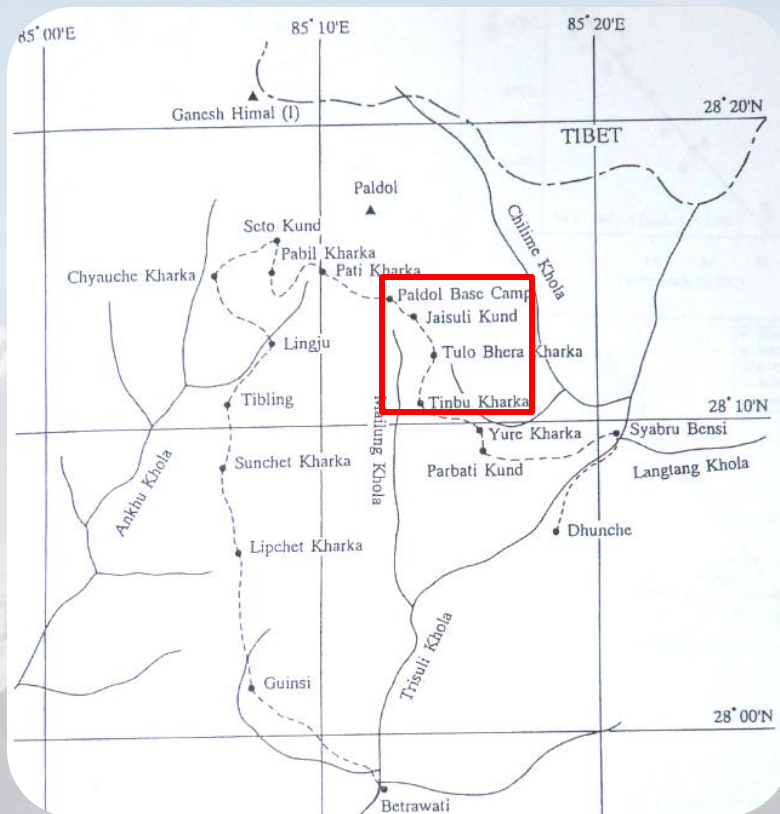 85°00'E
85°10'E
85°20'E
Ganesh Himal (I)
28°20'N
TIBET
Paldol
Chilime Khola
Seto Kund
Pabil Kharka
Chyauche Kharka
Pati Kharka
Paldol Base Camp
Jaisuli Kund
Lingju
Tulo Bhera Kharka
Tibling
Tinbu Kharka
28°10'N
Mailung Khola
Yure Kharka
Syabru Bensi
Sunchet Kharka
Parbati Kund
Langtang Khola
Ankhu Khola
Dhunche
Lipchet Kharka
Trisuli Khola
Guinsi
28°00'N
Betrawati